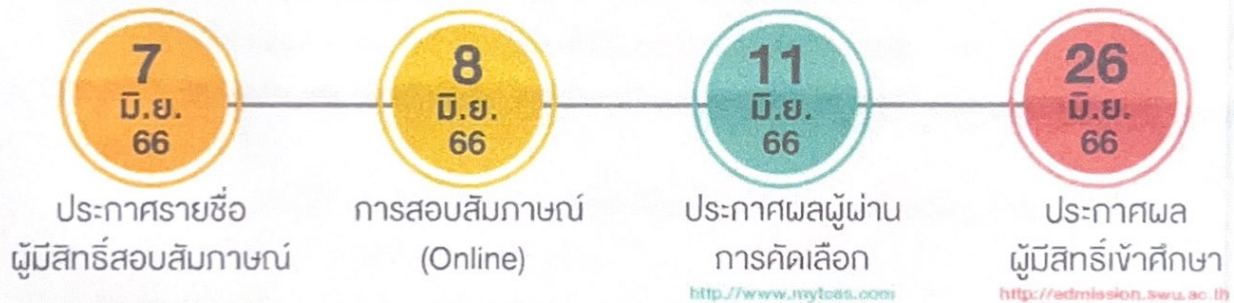 7
มิ.ย.
66
ประกาศรายชื่อ
ผู้มีสิทธิ์สอบสัมภาษณ์
8
มิ.ย.
66
การสอบสัมภาษณ์
(Online)
11
มิ.ย.
66
ประกาศผลผู้ผ่าน
การคัดเลือก
http://www.mytcas.com
26
มิ.ย.
66
ประกาศผล
ผู้มีสิทธิ์เข้าศึกษา
http://admission.swu.ac.th